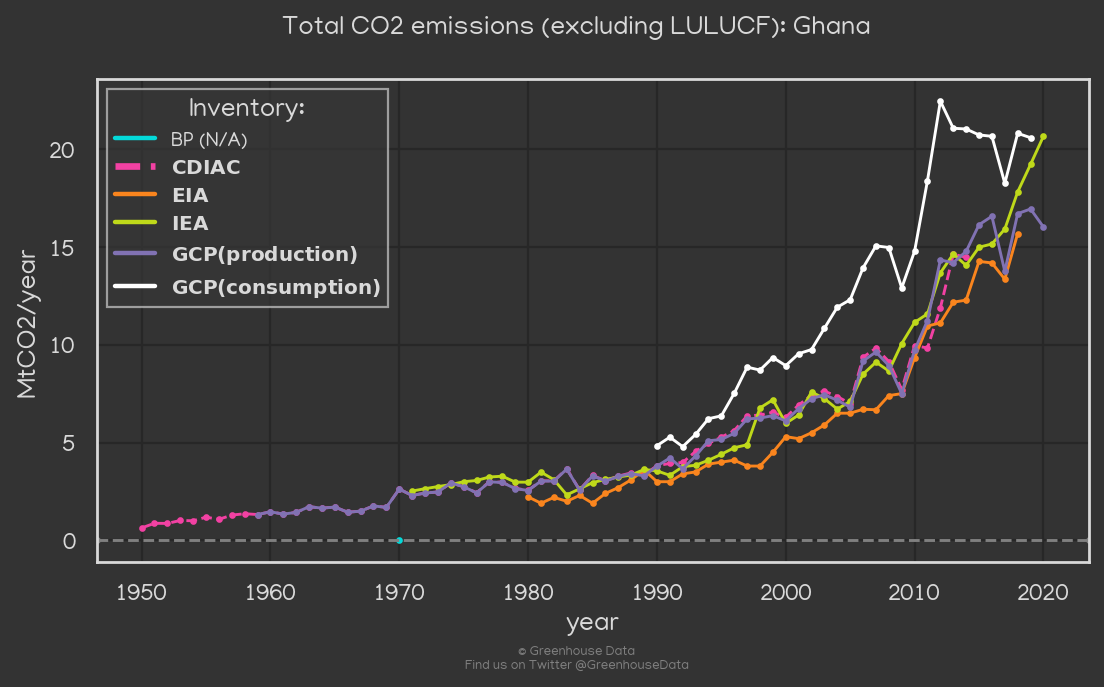 Total CO2 emissions (excluding LULUCF): Ghana
Inventory:
BP (N/A)
CDIAC
EIA
IEA
GCP(production)
GCP(consumption)
MtCO2/year
20
15
10
5
0
1950 1960 1970 1980 1990 2000 2010 2020
year
© Greenhouse Data
Find us on Twitter @GreenhouseData